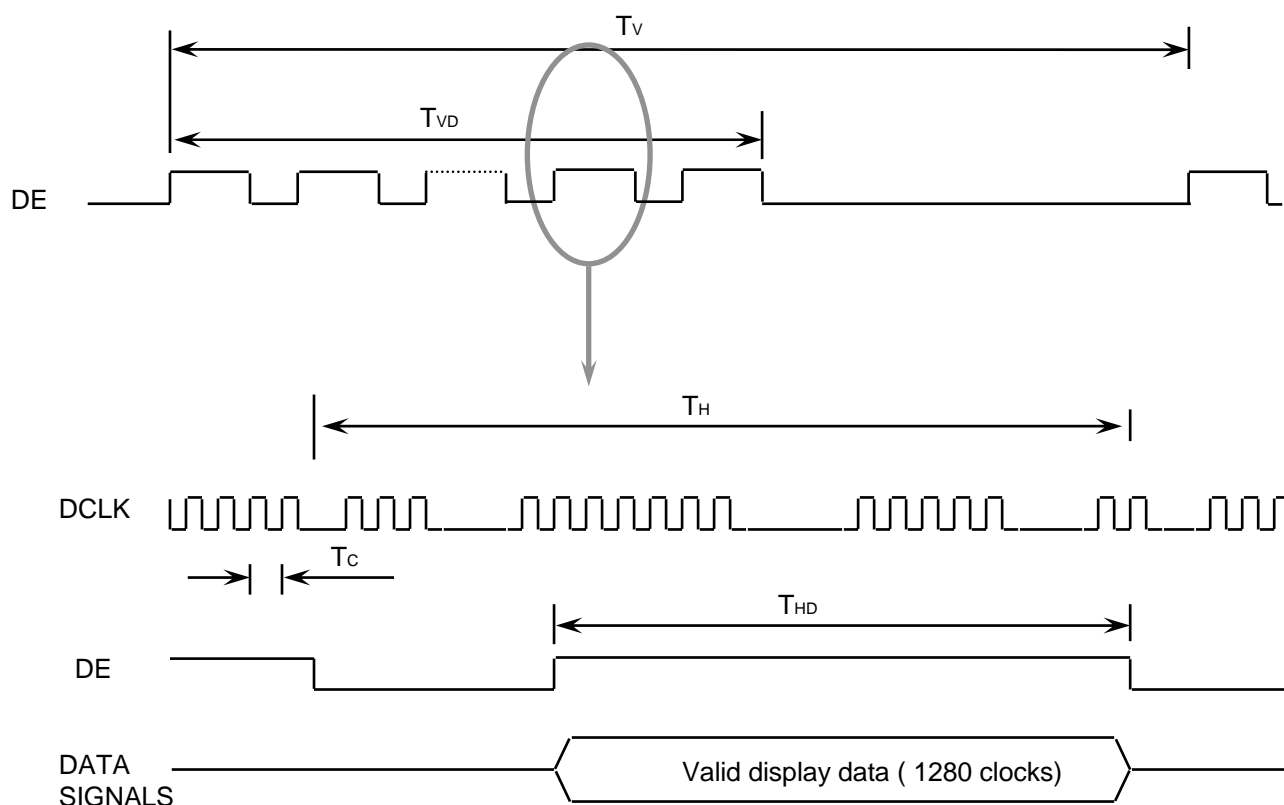 TV
TVD
DE
TH
DCLK
TC
THD
DE
DATA
SIGNALS
Valid display data ( 1280 clocks)